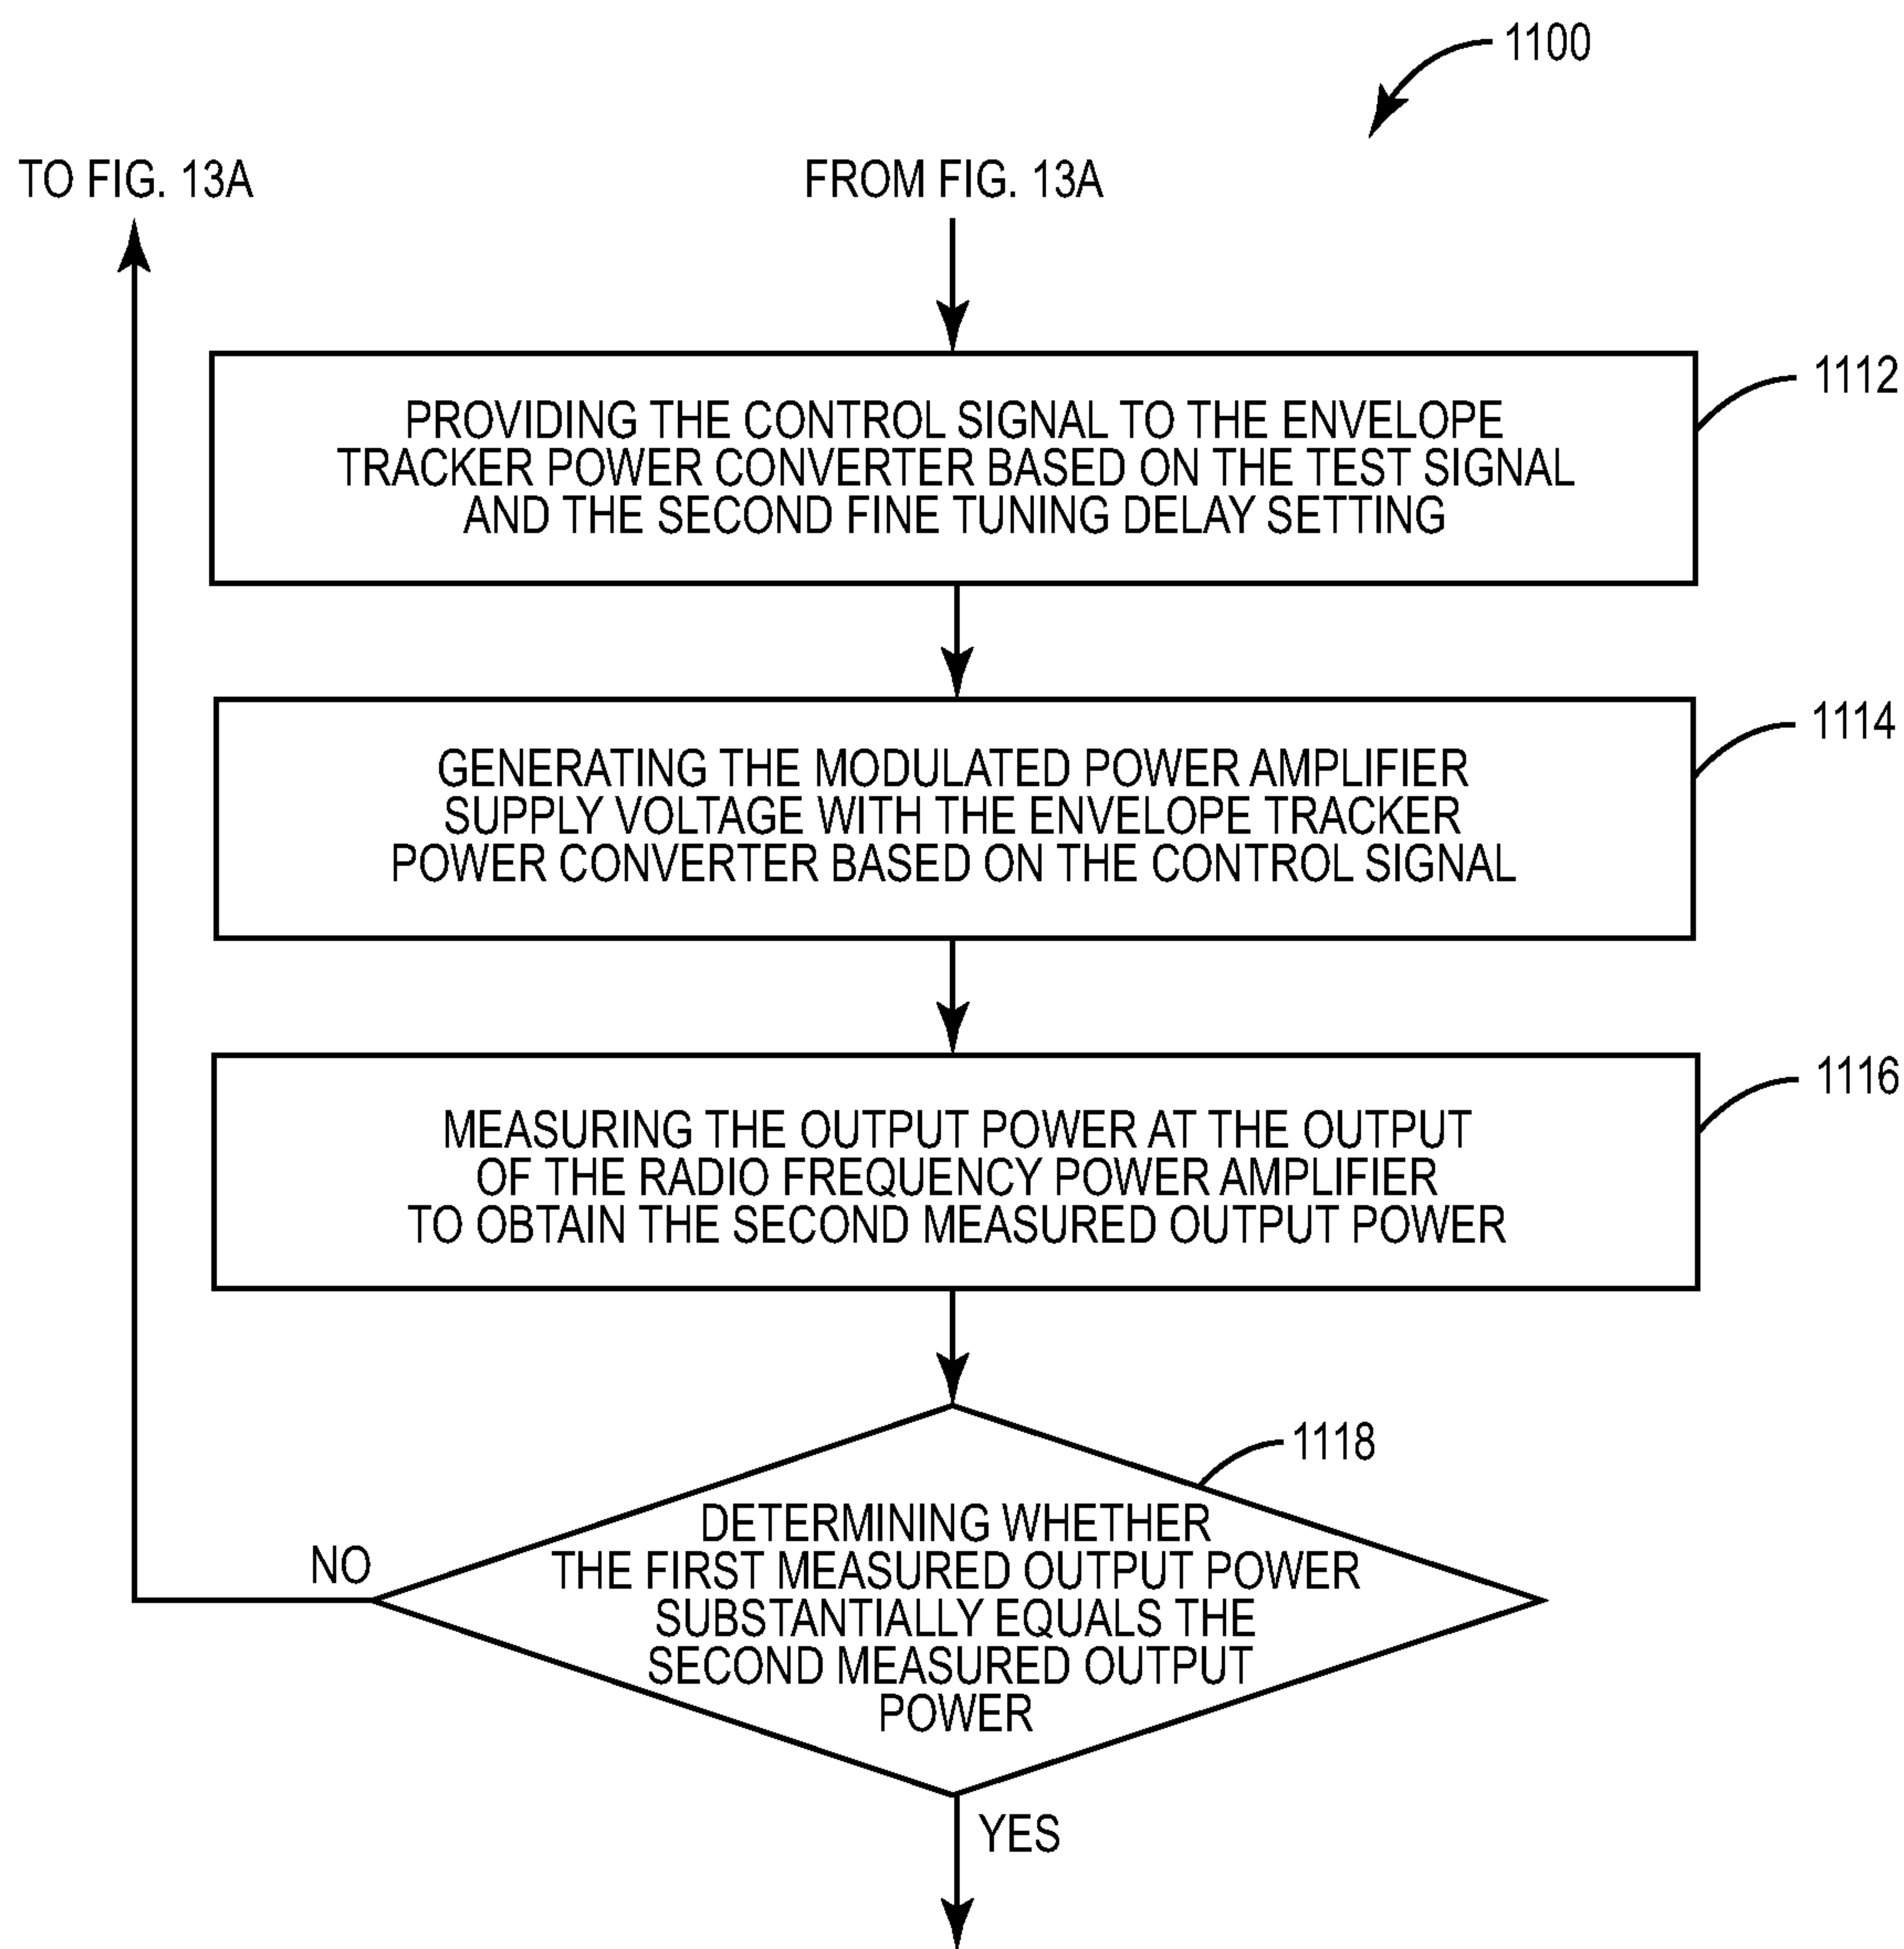 1100
TO FIG. 13A
FROM FIG. 13A
1112
PROVIDING THE CONTROL SIGNAL TO THE ENVELOPE
TRACKER POWER CONVERTER BASED ON THE TEST SIGNAL
AND THE SECOND FINE TUNING DELAY SETTING
1114
GENERATING THE MODULATED POWER AMPLIFIER
SUPPLY VOLTAGE WITH THE ENVELOPE TRACKER
POWER CONVERTER BASED ON THE CONTROL SIGNAL
1116
MEASURING THE OUTPUT POWER AT THE OUTPUT
OF THE RADIO FREQUENCY POWER AMPLIFIER
TO OBTAIN THE SECOND MEASURED OUTPUT POWER
1118
DETERMINING WHETHER
THE FIRST MEASURED OUTPUT POWER
SUBSTANTIALLY EQUALS THE
SECOND MEASURED OUTPUT
POWER
NO
YES